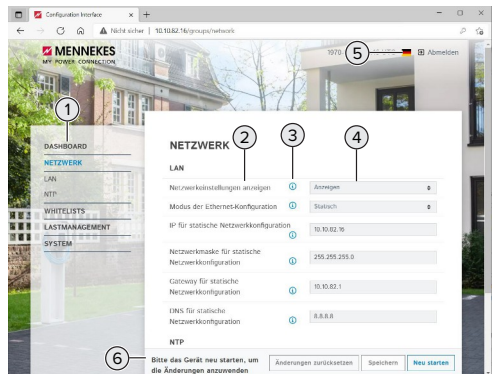 Configuration Interface
Nicht sicher | 10.10.82.16/groups/network
MENNEKES
MY POWER CONNECTION
1970
Abmelden
5
1
DASHBOARD
NETZWERK
LAN
NTP
WHITELISTS
LASTMANAGEMENT
SYSTEM
NETZWERK
2
3
4
LAN
Netzwerkeinstellungen anzeigen
Anzeigen
Modus der Ethernet-Konfiguration
Statisch
IP für statische Netzwerkkonfiguration
10.10.82.16
Netzwerkmaske für statische
Netzwerkkonfiguration
255.255.255.0
Gateway für statische
Netzwerkkonfiguration
10.10.82.1
DNS für statische
Netzwerkkonfiguration
8.8.8.8
NTP
6
Bitte das Gerät neu starten, um
die Änderungen anzuwenden
Änderungen zurücksetzen
Speichern
Neu starten